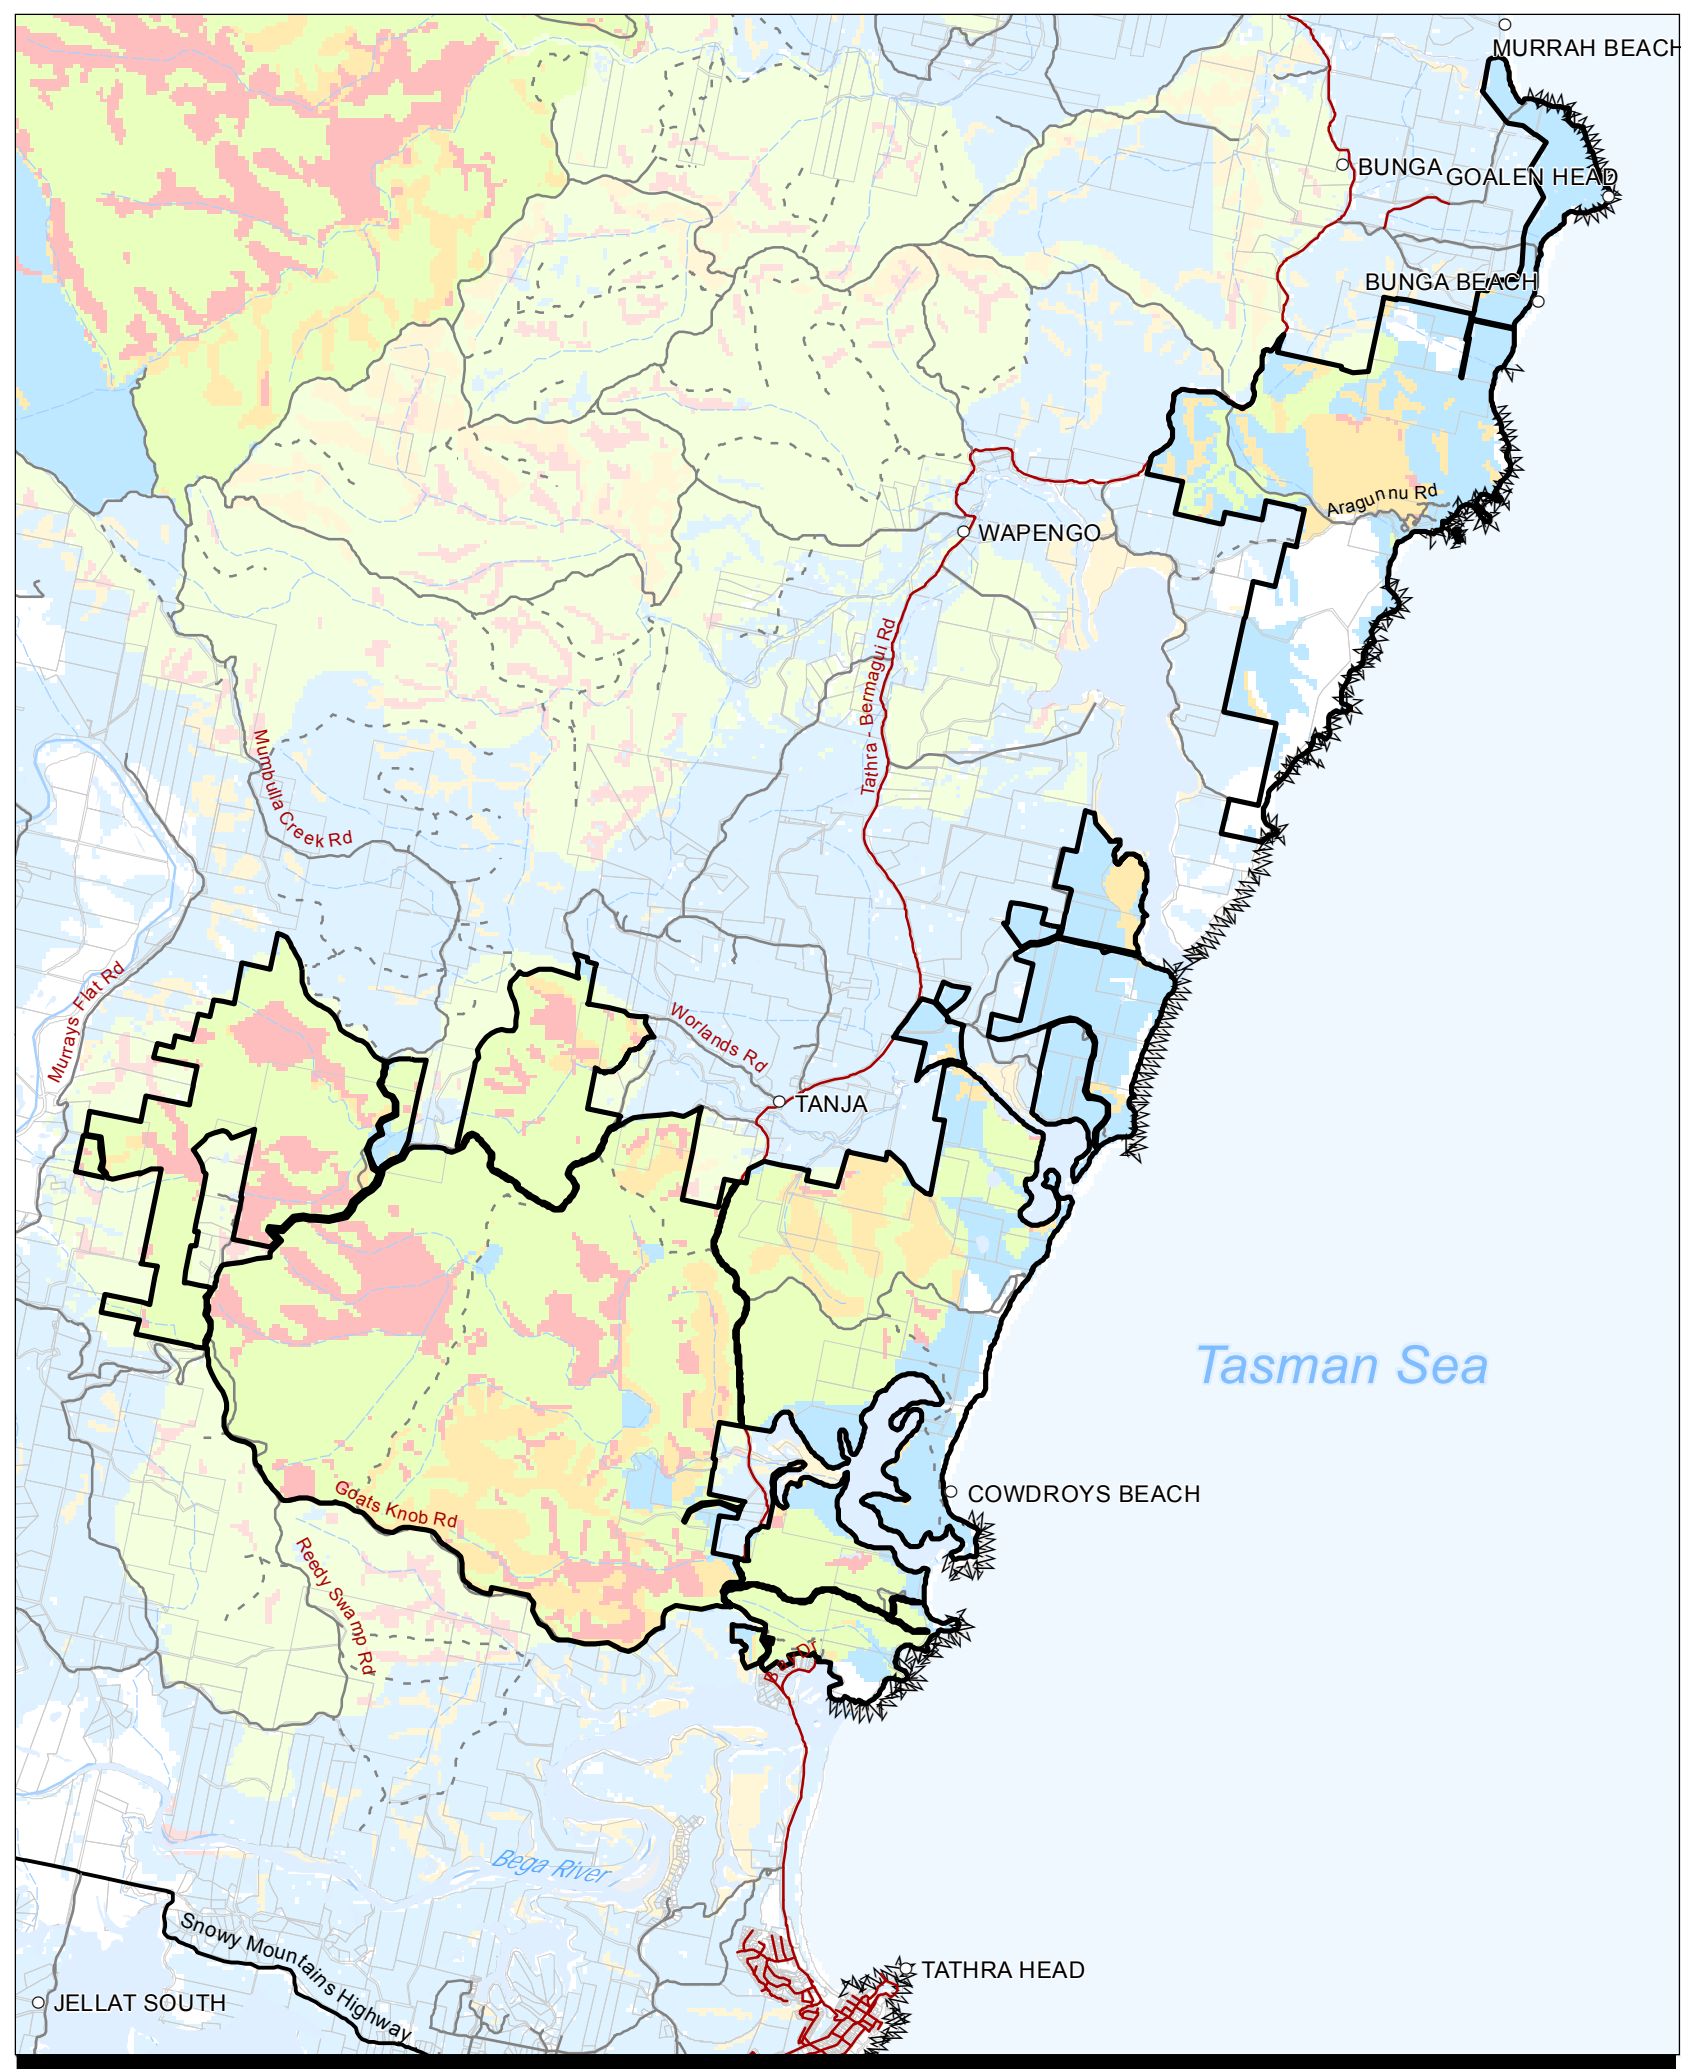 MURRAH BEACH
BUNGA
GOALEN HEAD
BUNGA BEACH
Aragunnu Rd
WAPENGO
Tathra - Bermagui Rd
Mumbulla Creek Rd
Murrays Flat Rd
Worlands Rd
TANJA
Tasman Sea
COWDROYS BEACH
Goats Knob Rd
Reedy Swamp Rd
Bay Dr
Bega River
Snowy Mountains Highway
TATHRA HEAD
JELLAT SOUTH